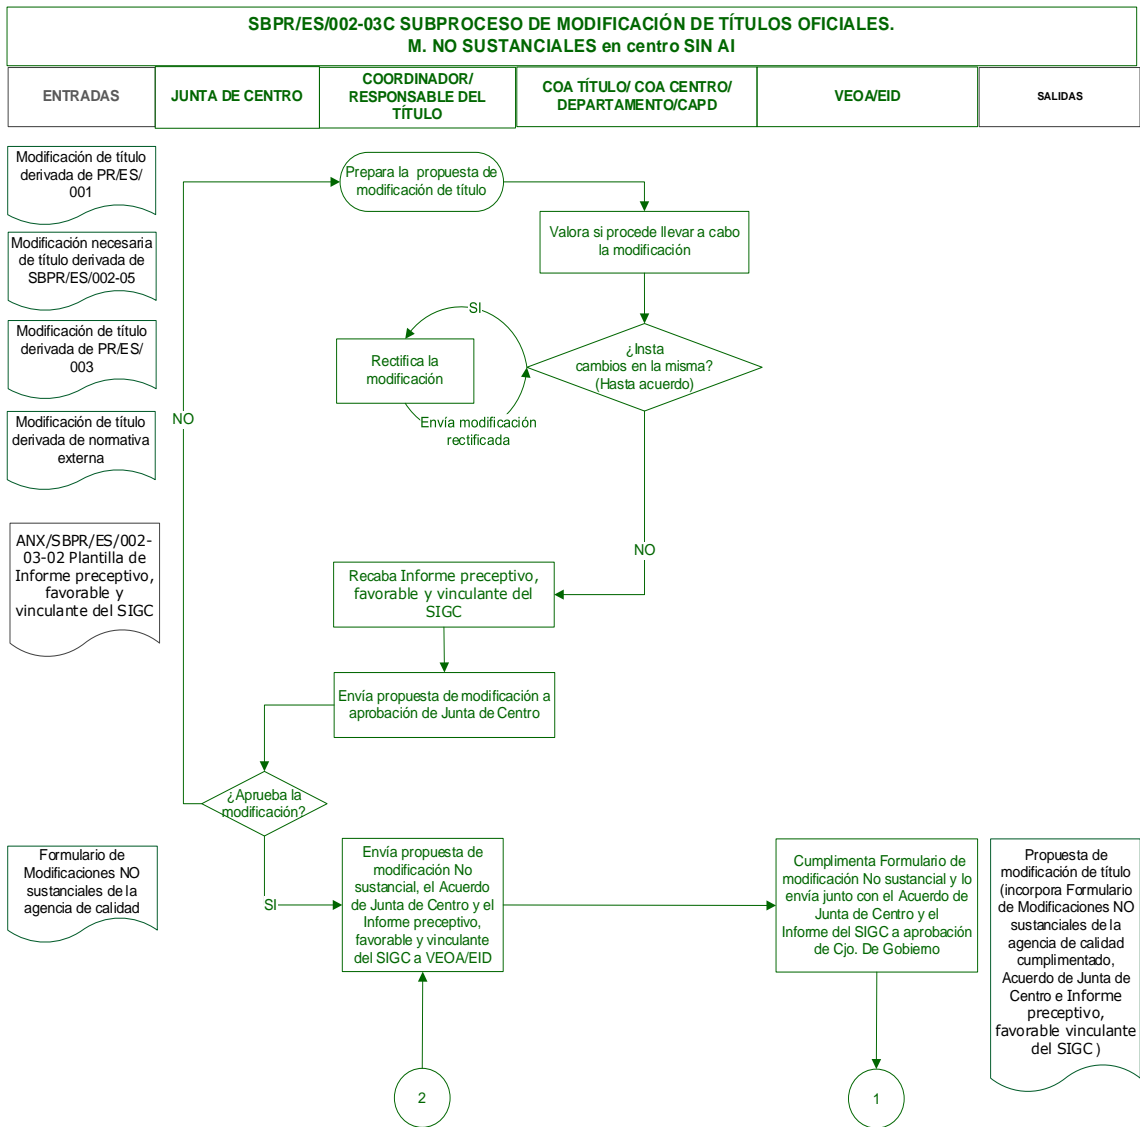 SBPR/ES/002-03C SUBPROCESO DE MODIFICACIÓN DE TÍTULOS OFICIALES.
M. NO SUSTANCIALES en centro SIN AI
ENTRADAS
JUNTA DE CENTRO
COORDINADOR/
RESPONSABLE DEL
TÍTULO
COA TÍTULO/ COA CENTRO/
DEPARTAMENTO/CAPD
VEOA/EID
SALIDAS
Modificación de título
derivada de PR/ES/
001
Prepara la propuesta de
modificación de título
Valora si procede llevar a cabo
la modificación
Modificación necesaria
de título derivada de
SBPR/ES/002-05
SI
Modificación de título
derivada de PR/ES/
003
Rectifica la
modificación
¿Insta
cambios en la misma?
(Hasta acuerdo)
NO
Envía modificación
rectificada
Modificación de título
derivada de normativa
externa
ANX/SBPR/ES/002-
03-02 Plantilla de
Informe preceptivo,
favorable y
vinculante del SIGC
NO
Recaba Informe preceptivo,
favorable y vinculante del
SIGC
Envía propuesta de modificación a
aprobación de Junta de Centro
¿Aprueba la
modificación?
Formulario de
Modificaciones NO
sustanciales de la
agencia de calidad
SI
Envía propuesta de
modificación No
sustancial, el Acuerdo
de Junta de Centro y el
Informe preceptivo,
favorable y vinculante
del SIGC a VEOA/EID
Cumplimenta Formulario de
modificación No sustancial y lo
envía junto con el Acuerdo de
Junta de Centro y el
Informe del SIGC a aprobación
de Cjo. De Gobierno
Propuesta de
modificación de título
(incorpora Formulario
de Modificaciones NO
sustanciales de la
agencia de calidad
cumplimentado,
Acuerdo de Junta de
Centro e Informe
preceptivo,
favorable vinculante
del SIGC )
2
1